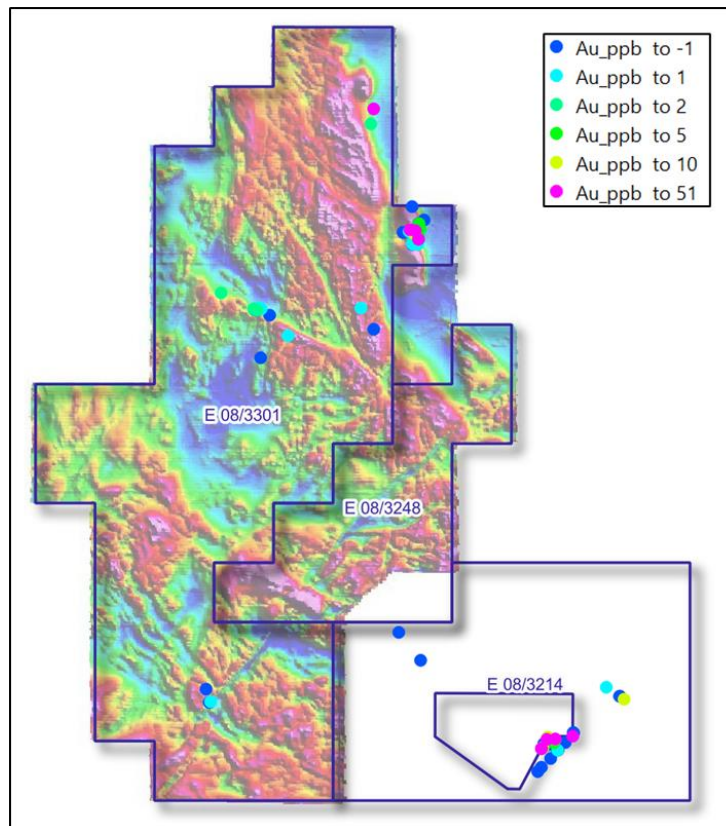 Au_ppb to -1
Au_ppb to 1
Au_ppb to 2
Au_ppb to 5
Au_ppb to 10
Au_ppb to 51
E 08/3301
E 08/3248
E 08/3214